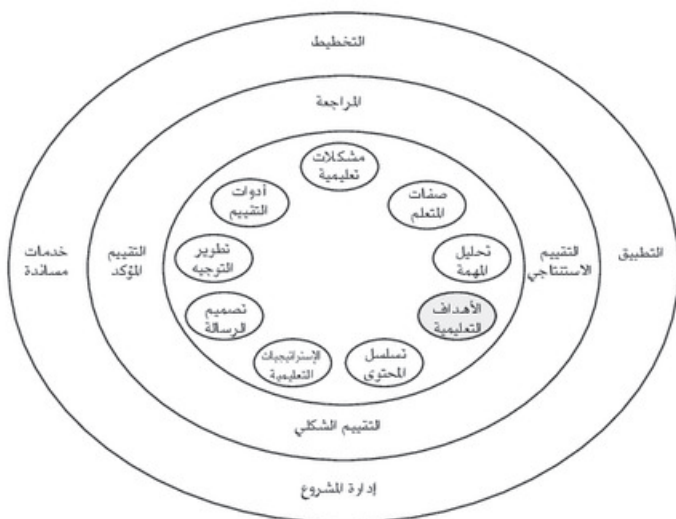 التخطيط
المراجعة
مشكلات
تعليمية
صفات
المتعلم
أدوات
التقييم
تحليل
المهمة
تطوير
التوجيه
التقييم
الاستنتاجي
التطبيق
التقييم
المؤكد
خدمات
مساندة
الأهداف
التعليمية
تصميم
الرسالة
تسلسل
المحتوى
الإستراتيجيات
التعليمية
التقييم الشكلي
إدارة المشروع